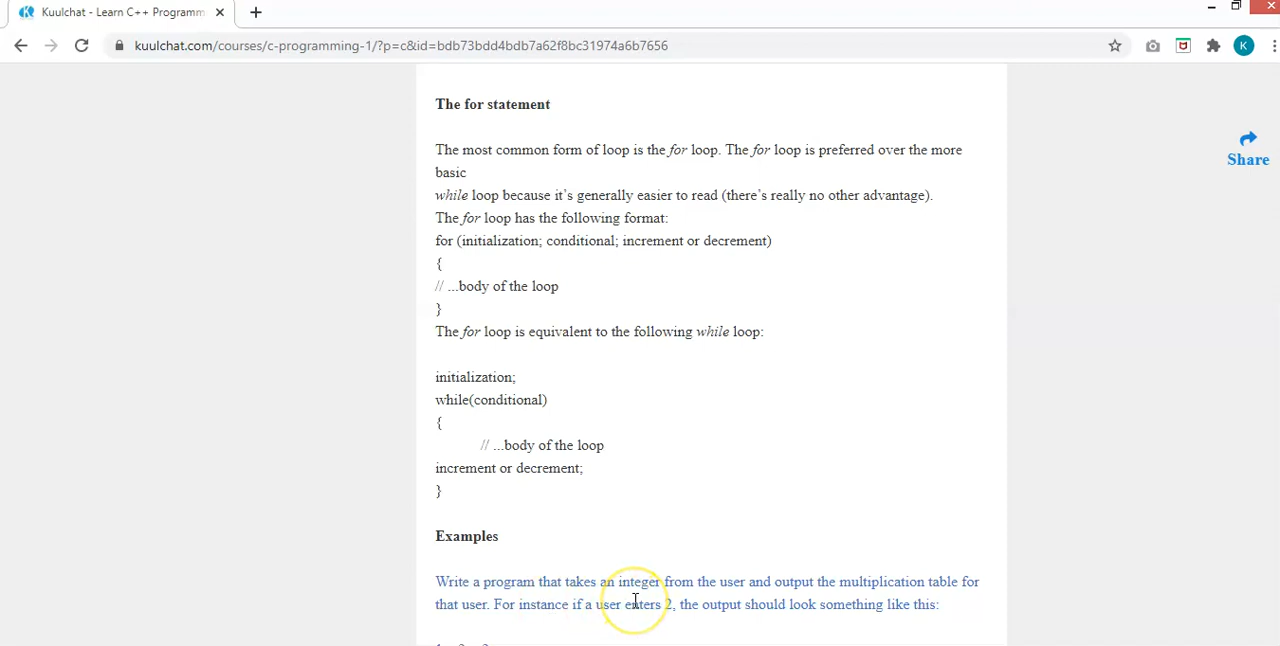 Kuulchat - Learn C++ Programm
kuulchat.com/courses/c-programming-1/?p=c&id=bdb73bdd4bdb7a62f8bc31974a6b7656
K
The for statement
Share
The most common form of loop is the for loop. The for loop is preferred over the more
basic
while loop because it’s generally easier to read (there’s really no other advantage).
The for loop has the following format:
for (initialization; conditional; increment or decrement)
{
// ...body of the loop
}
The for loop is equivalent to the following while loop:
initialization;
while(conditional)
{
// ...body of the loop
increment or decrement;
}
Examples
Write a program that takes an integer from the user and output the multiplication table for
that user. For instance if a user enters 2, the output should look something like this: